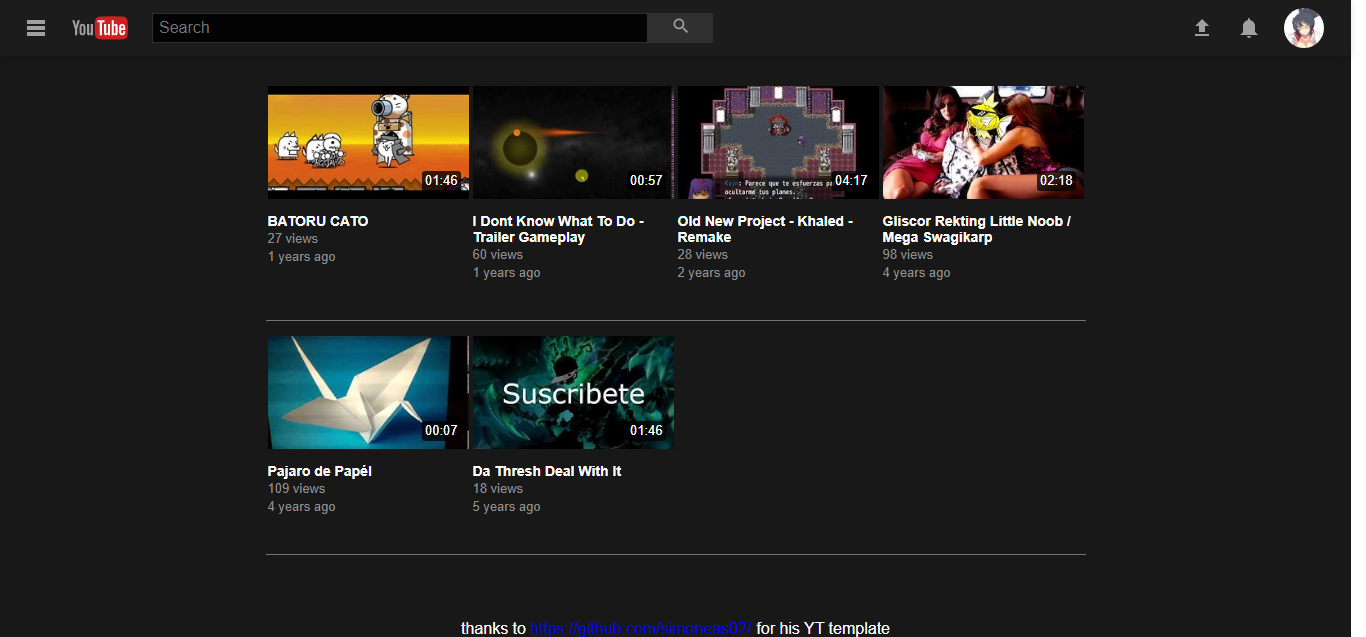 YouTube
Search
01:46
00:57
Kain: Parece que te esfuerzas pa
ocultarme tus planes.
04:17
02:18
BATORU CATO
27 views
1 years ago
I Dont Know What To Do -
Trailer Gameplay
60 views
1 years ago
Old New Project - Khaled -
Remake
28 views
2 years ago
Gliscor Rekting Little Noob /
Mega Swagikarp
98 views
4 years ago
00:07
Suscribete
01:46
Pajaro de Papél
109 views
4 years ago
Da Thresh Deal With It
18 views
5 years ago
thanks to https://github.com/simoneas02/ for his YT template